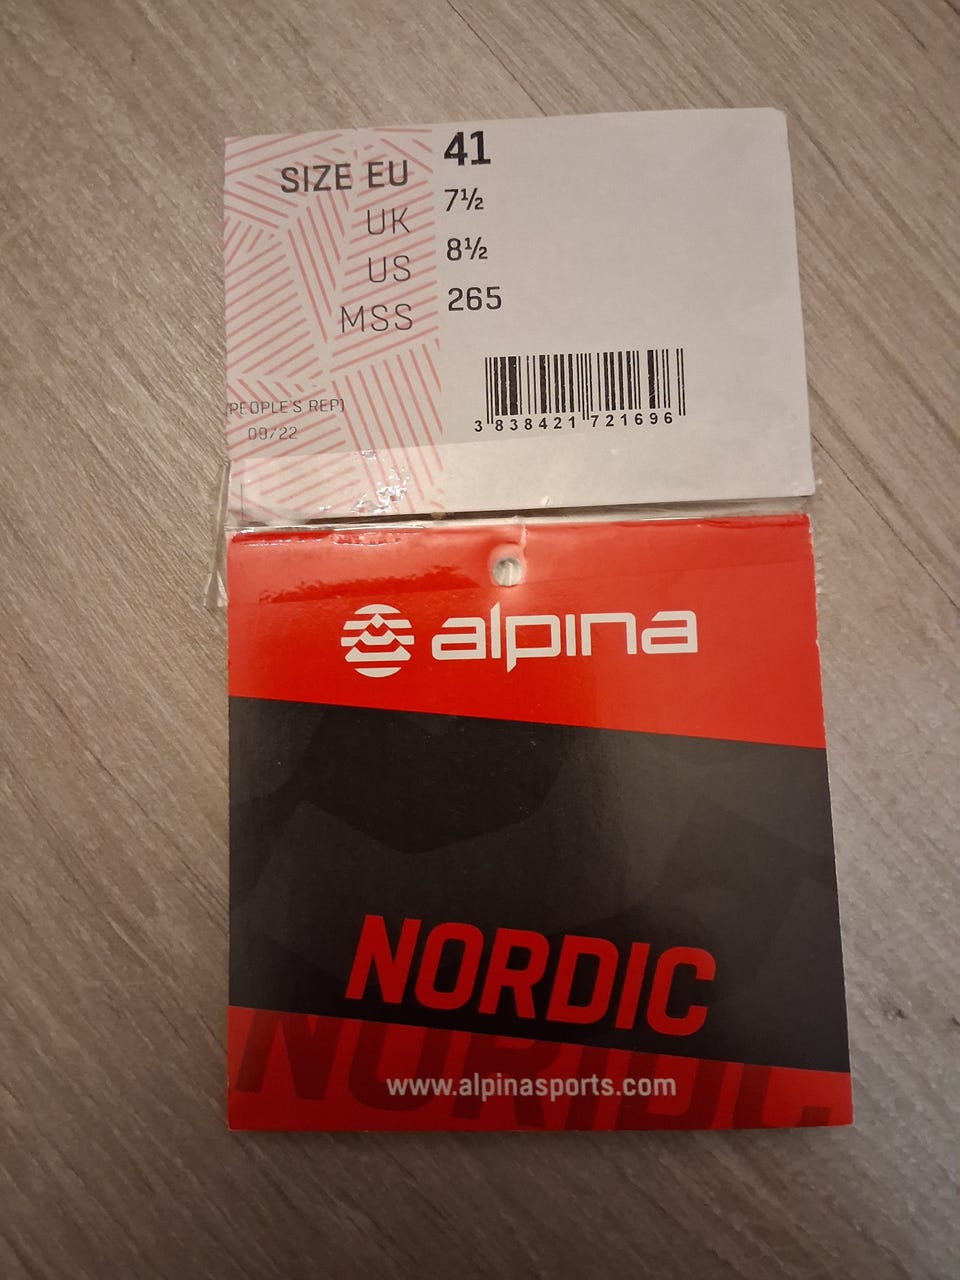 SIZE EU 41
UK 7½
US 8½
MSS 265
(PEOPLE'S REP)
09/22
3 838421 721696
alpina
NORDIC
NORDIC
www.alpinasports.com